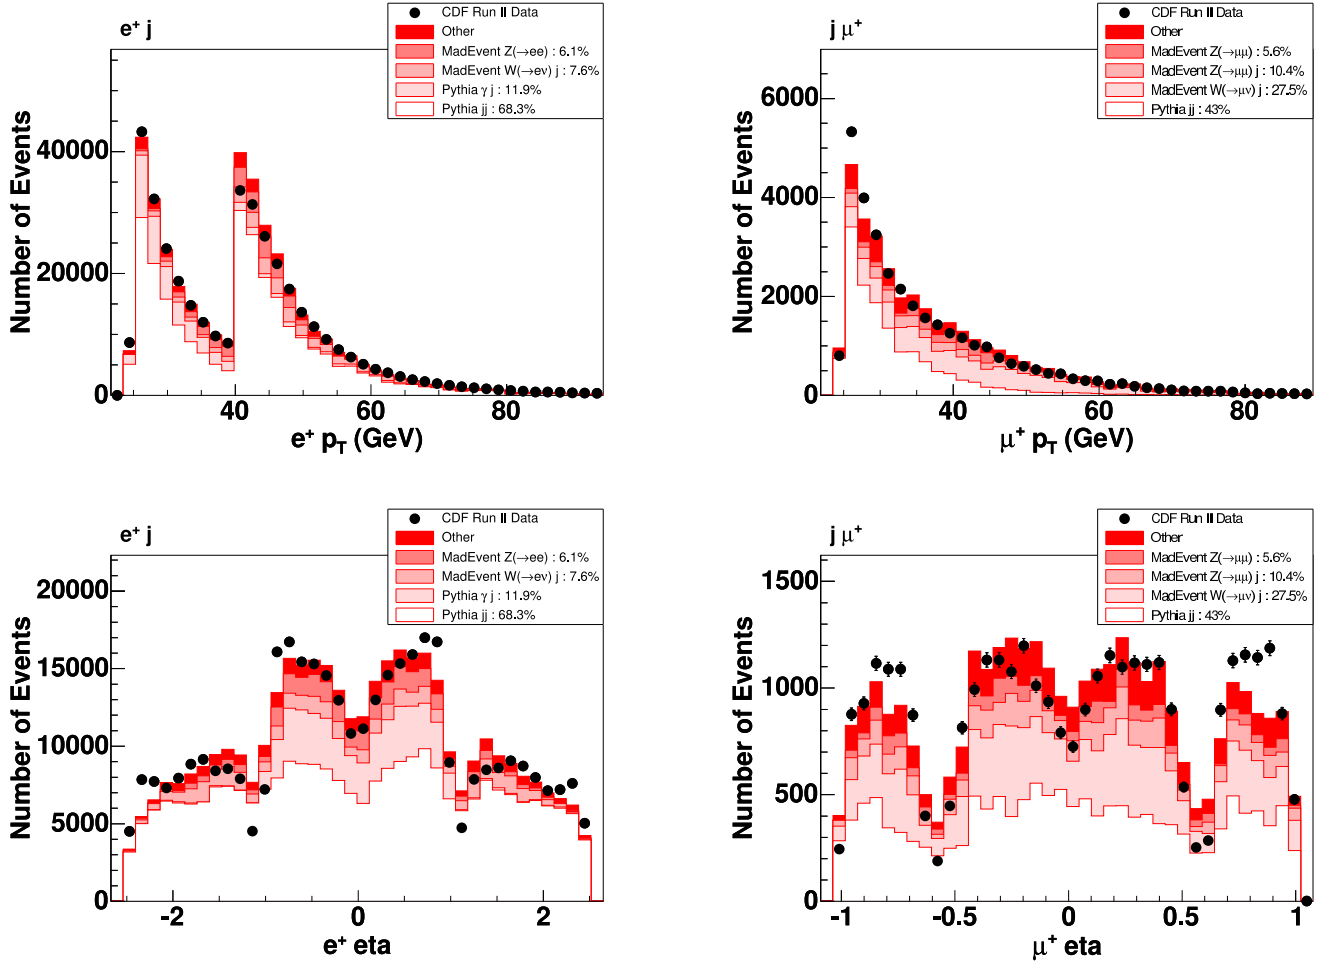 e⁺ j
CDF Run II Data
Other
MadEvent Z(→ee) : 6.1%
MadEvent W(→eν) j : 7.6%
Pythia γ j : 11.9%
Pythia jj : 68.3%
Number of Events
40000
20000
0
40
60
80
e⁺ p_T (GeV)
j μ⁺
CDF Run II Data
Other
MadEvent Z(→μμ) : 5.6%
MadEvent Z(→μμ) j : 10.4%
MadEvent W(→μν) j : 27.5%
Pythia jj : 43%
Number of Events
6000
4000
2000
0
40
60
80
μ⁺ p_T (GeV)
e⁺ j
CDF Run II Data
Other
MadEvent Z(→ee) : 6.1%
MadEvent W(→eν) j : 7.6%
Pythia γ j : 11.9%
Pythia jj : 68.3%
Number of Events
20000
15000
10000
5000
0
-2
0
2
e⁺ eta
j μ⁺
CDF Run II Data
Other
MadEvent Z(→μμ) : 5.6%
MadEvent Z(→μμ) j : 10.4%
MadEvent W(→μν) j : 27.5%
Pythia jj : 43%
Number of Events
1500
1000
500
0
-1
-0.5
0
0.5
1
μ⁺ eta